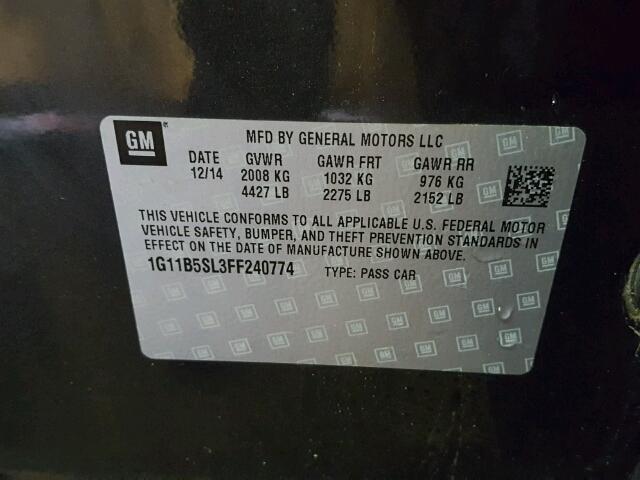 GM
MFD BY GENERAL MOTORS LLC
DATE GVWR GAWR FRT GAWR RR
12/14 2008 KG 1032 KG 976 KG
4427 LB 2275 LB 2152 LB
THIS VEHICLE CONFORMS TO ALL APPLICABLE U.S. FEDERAL MOTOR
VEHICLE SAFETY, BUMPER, AND THEFT PREVENTION STANDARDS IN
EFFECT ON THE DATE OF MANUFACTURE SHOWN ABOVE.
1G11B5SL3FF240774 TYPE: PASS CAR